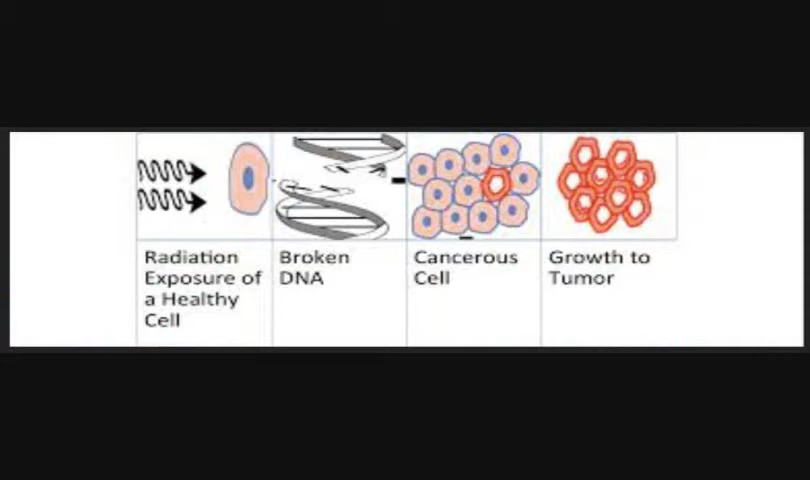 Radiation
Exposure of
a Healthy
Cell
Broken
DNA
Cancerous
Cell
Growth to
Tumor